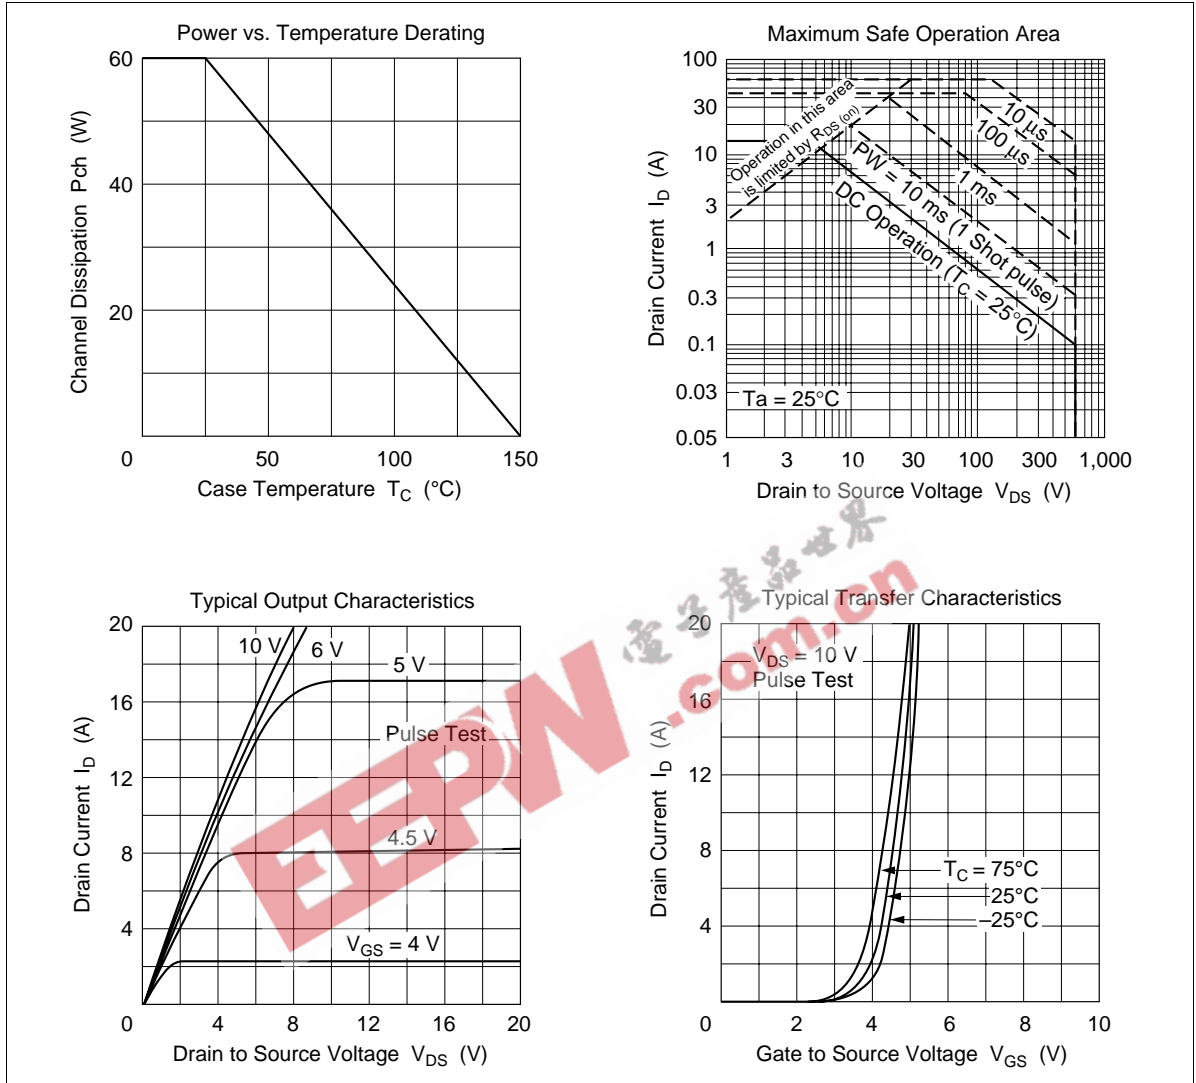 Power vs. Temperature Derating
60
40
20
0
50
100
150
Channel Dissipation Pch (W)
Case Temperature T_C (°C)
Maximum Safe Operation Area
100
30
10
3
1
0.3
0.1
0.03
0.05
1
3
10
30
100
300
1,000
Drain Current I_D (A)
Drain to Source Voltage V_DS (V)
Operation in this area
is limited by R_DS (on)
10 μs
100 μs
1 ms
PW = 10 ms (1 Shot pulse)
DC Operation (T_C = 25°C)
Ta = 25°C
Typical Output Characteristics
20
16
12
8
4
0
4
8
12
16
20
Drain Current I_D (A)
Drain to Source Voltage V_DS (V)
10 V
6 V
5 V
Pulse Test
4.5 V
V_GS = 4 V
Typical Transfer Characteristics
20
16
12
8
4
0
2
4
6
8
10
Drain Current I_D (A)
Gate to Source Voltage V_GS (V)
V_DS = 10 V
Pulse Test
T_C = 75°C
25°C
–25°C
電子產品世界
EEPW.com.cn